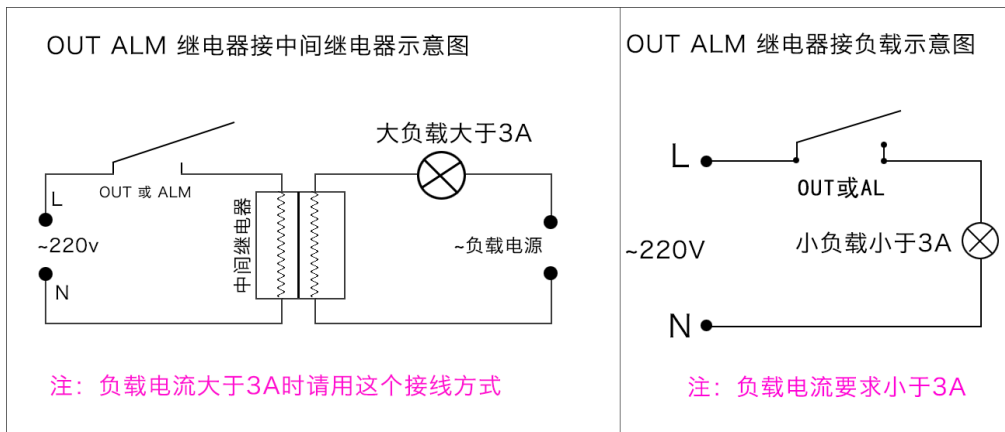 OUT ALM 继电器接中间继电器示意图
大负载大于3A
L
OUT 或 ALM
~220v
中间继电器
~负载电源
N
注：负载电流大于3A时请用这个接线方式
OUT ALM 继电器接负载示意图
L
OUT或AL
~220V
小负载小于3A
N
注：负载电流要求小于3A